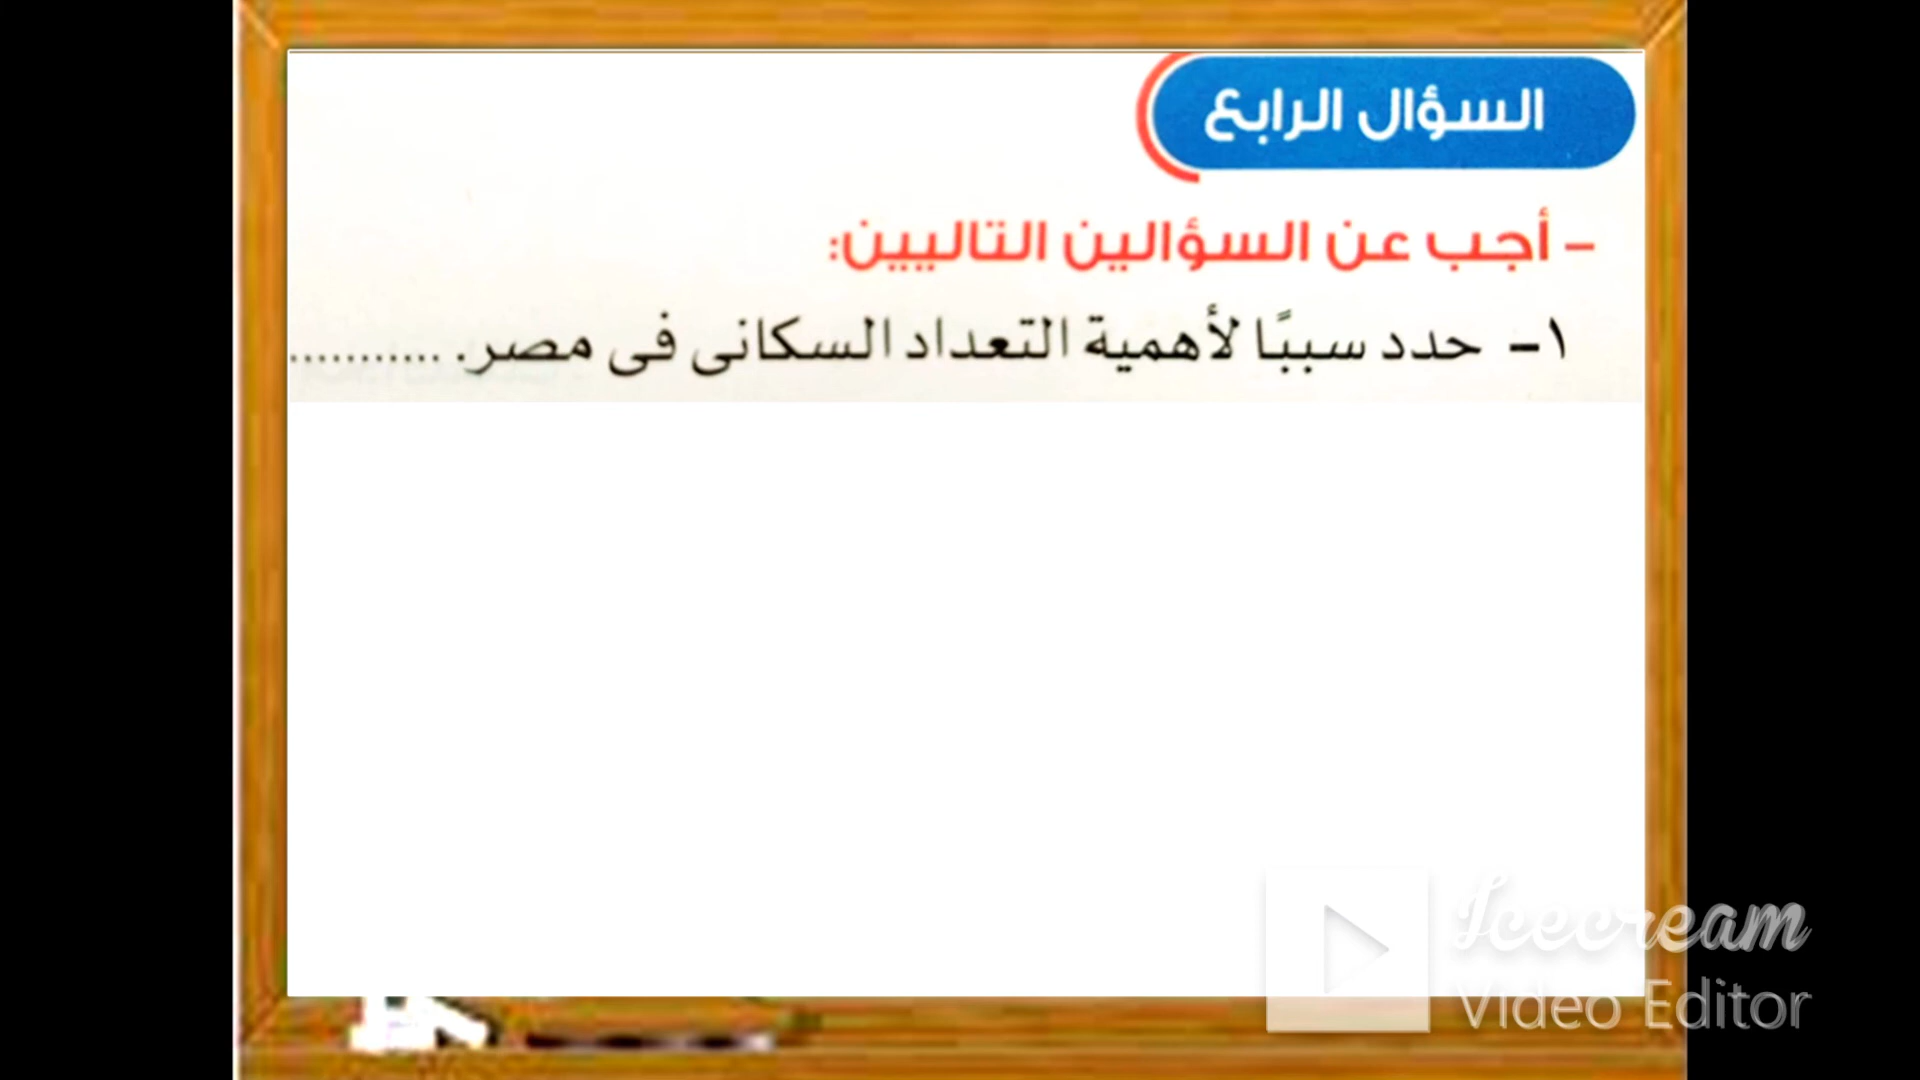 السؤال الرابع
- أجب عن السؤالين التاليين:
١- حدد سببًا لأهمية التعداد السكانى فى مصر. ...........
Icecream
Video Editor